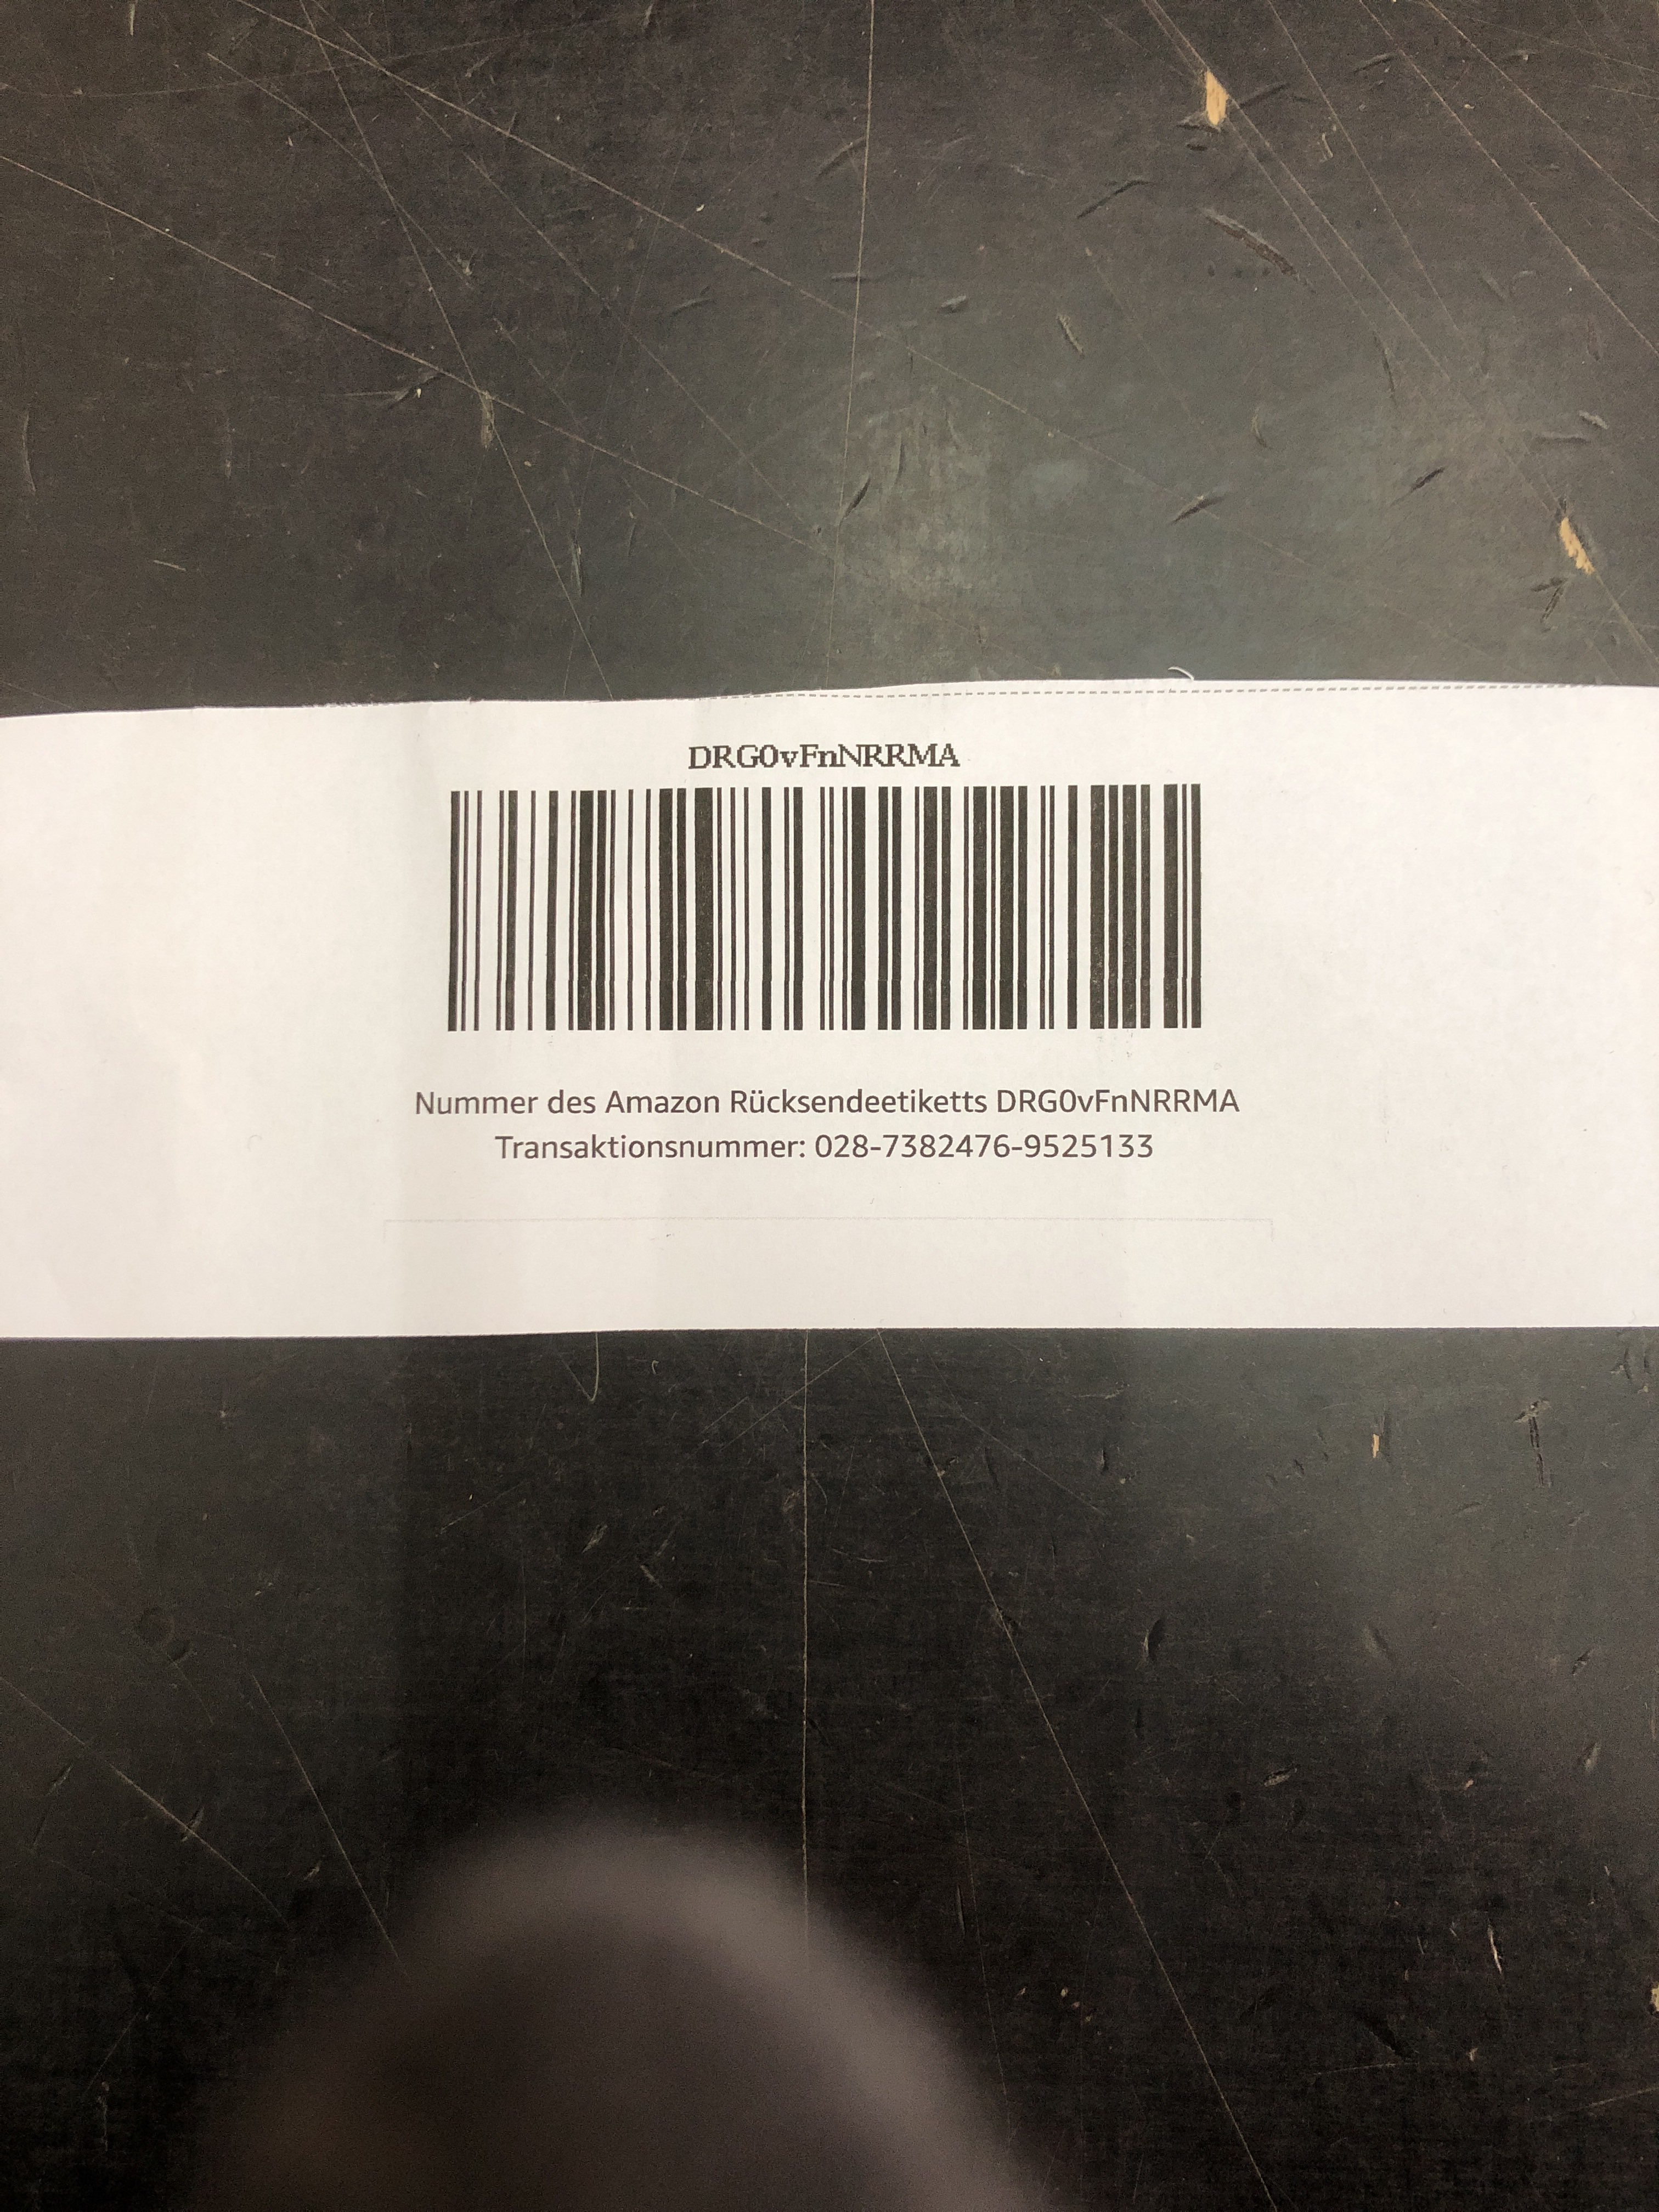 DRG0vFnNRRMA
Nummer des Amazon Rücksendeetiketts DRG0vFnNRRMA
Transaktionsnummer: 028-7382476-9525133